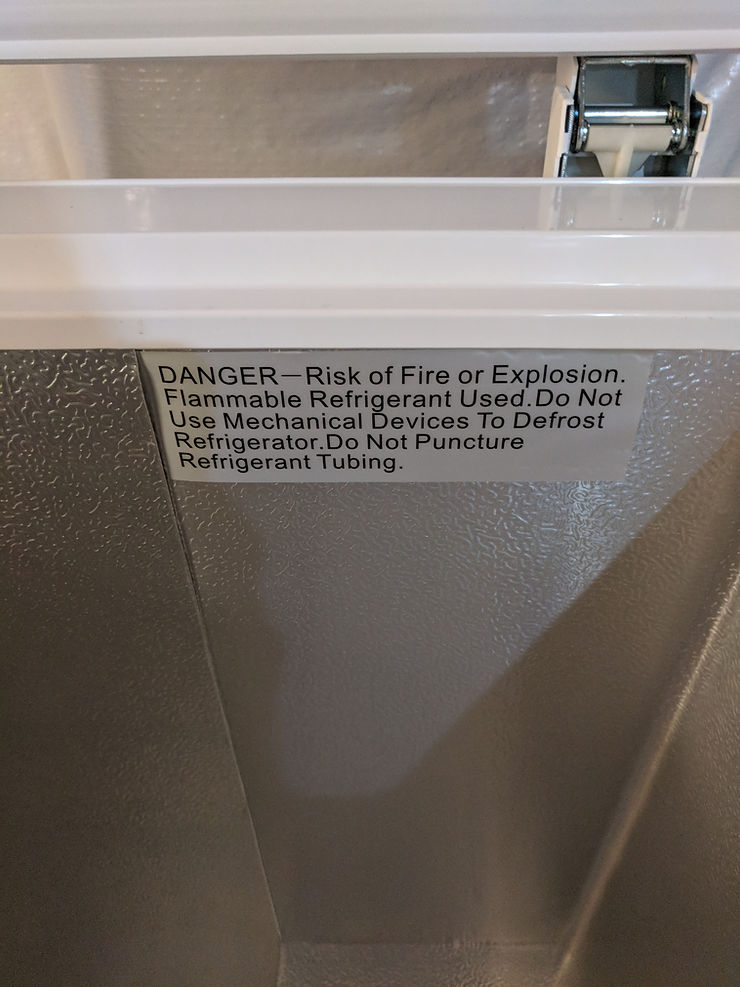 DANGER—Risk of Fire or Explosion.
Flammable Refrigerant Used.Do Not
Use Mechanical Devices To Defrost
Refrigerator.Do Not Puncture
Refrigerant Tubing.